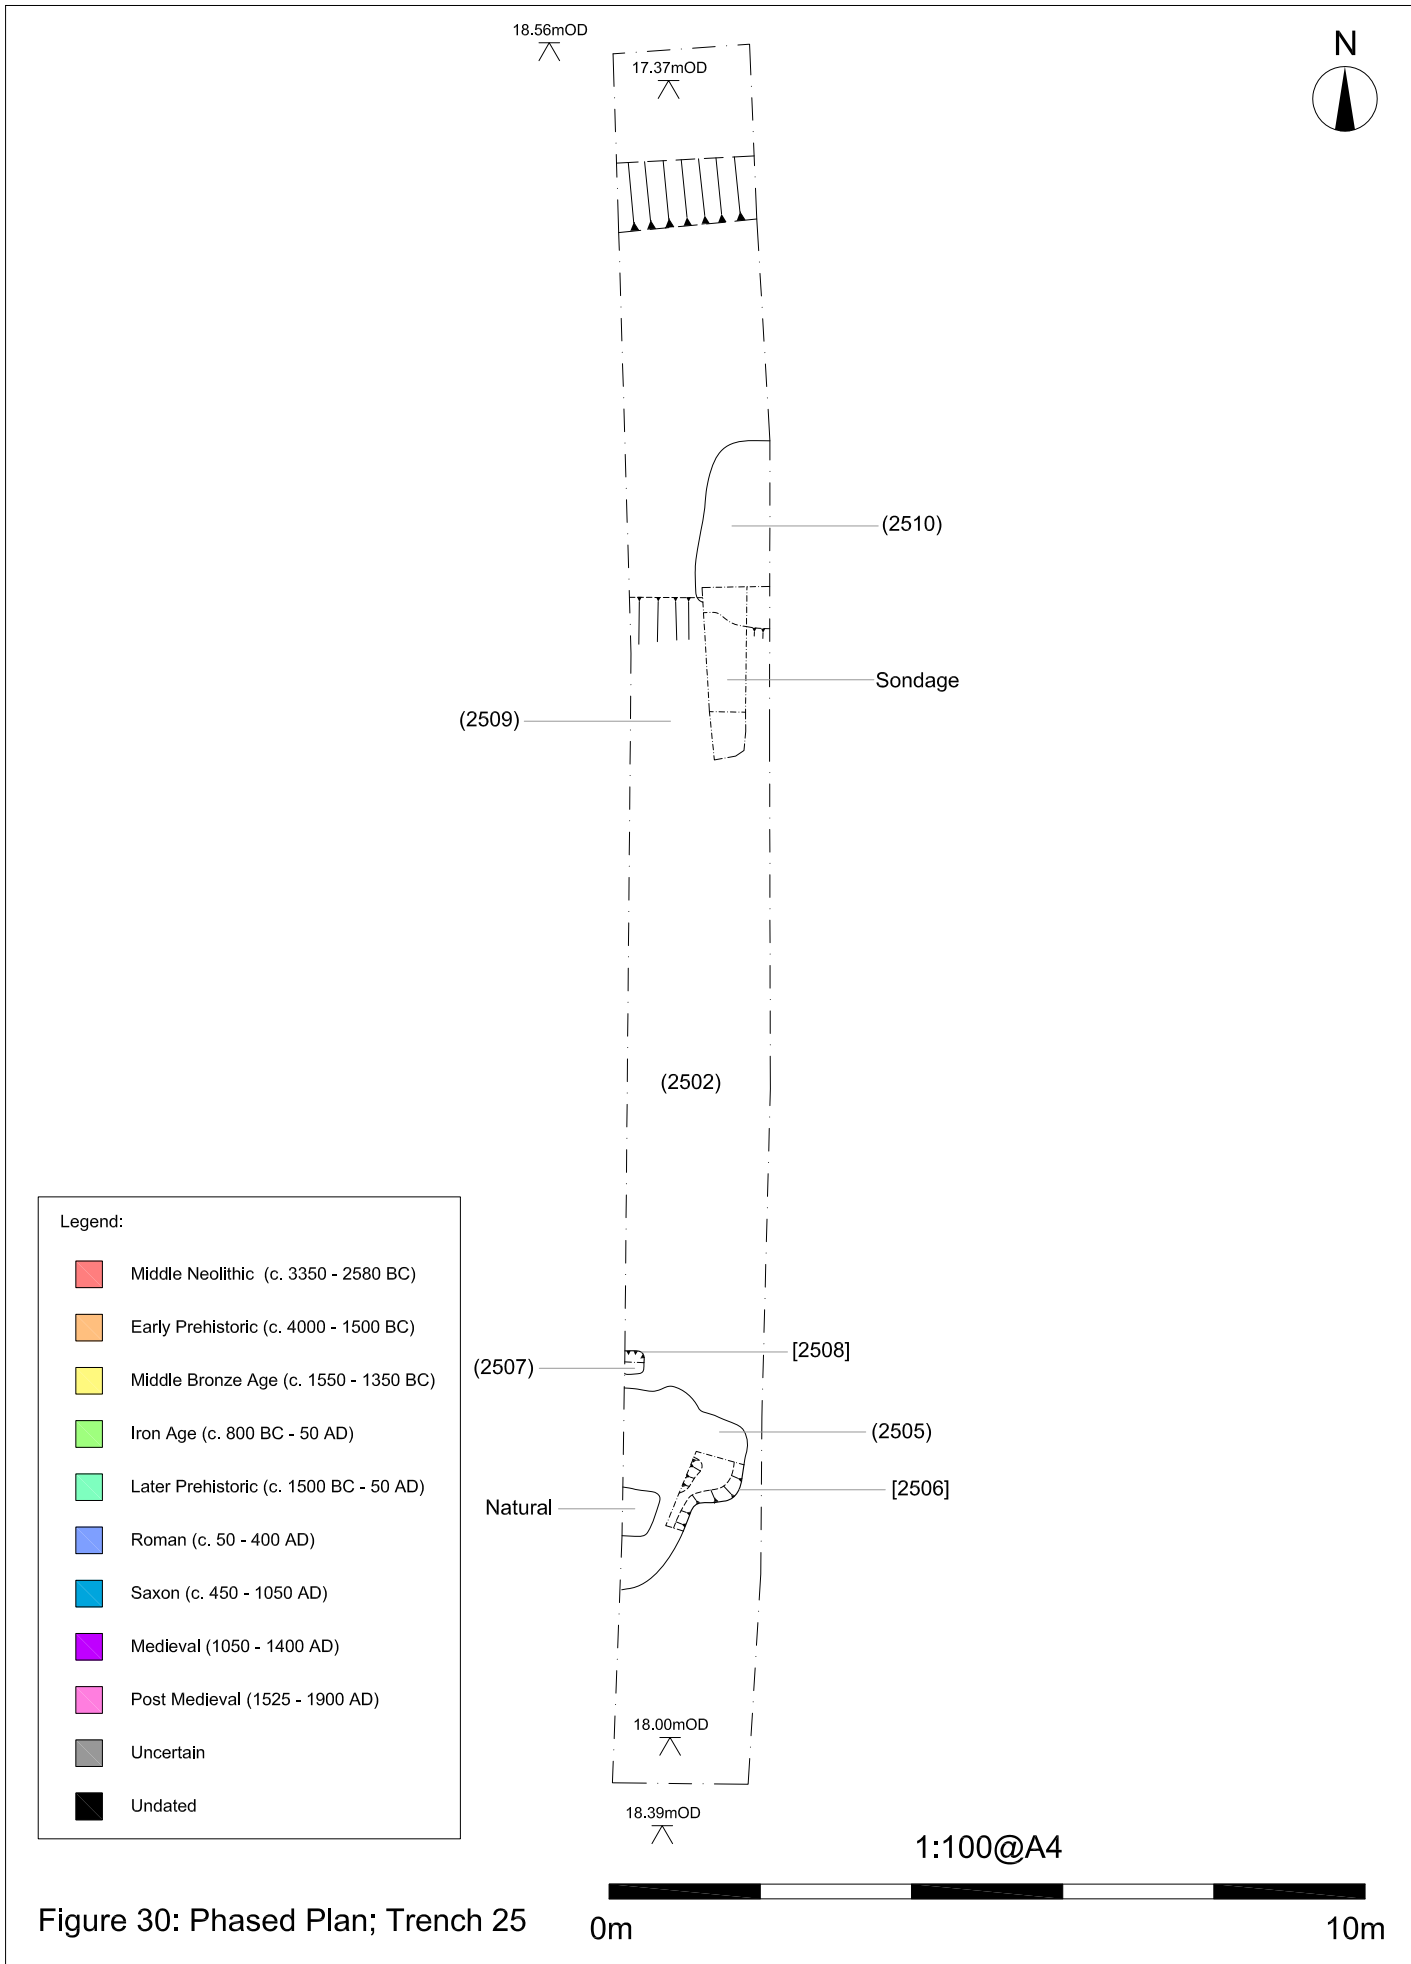 18.56mOD
N
17.37mOD
(2510)
Sondage
(2509)
(2502)
Legend:
Middle Neolithic (c. 3350 - 2580 BC)
Early Prehistoric (c. 4000 - 1500 BC)
Middle Bronze Age (c. 1550 - 1350 BC)
Iron Age (c. 800 BC - 50 AD)
Later Prehistoric (c. 1500 BC - 50 AD)
Roman (c. 50 - 400 AD)
Saxon (c. 450 - 1050 AD)
Medieval (1050 - 1400 AD)
Post Medieval (1525 - 1900 AD)
Uncertain
Undated
[2508]
(2507)
(2505)
[2506]
Natural
18.00mOD
18.39mOD
1:100@A4
0m
10m
Figure 30: Phased Plan; Trench 25